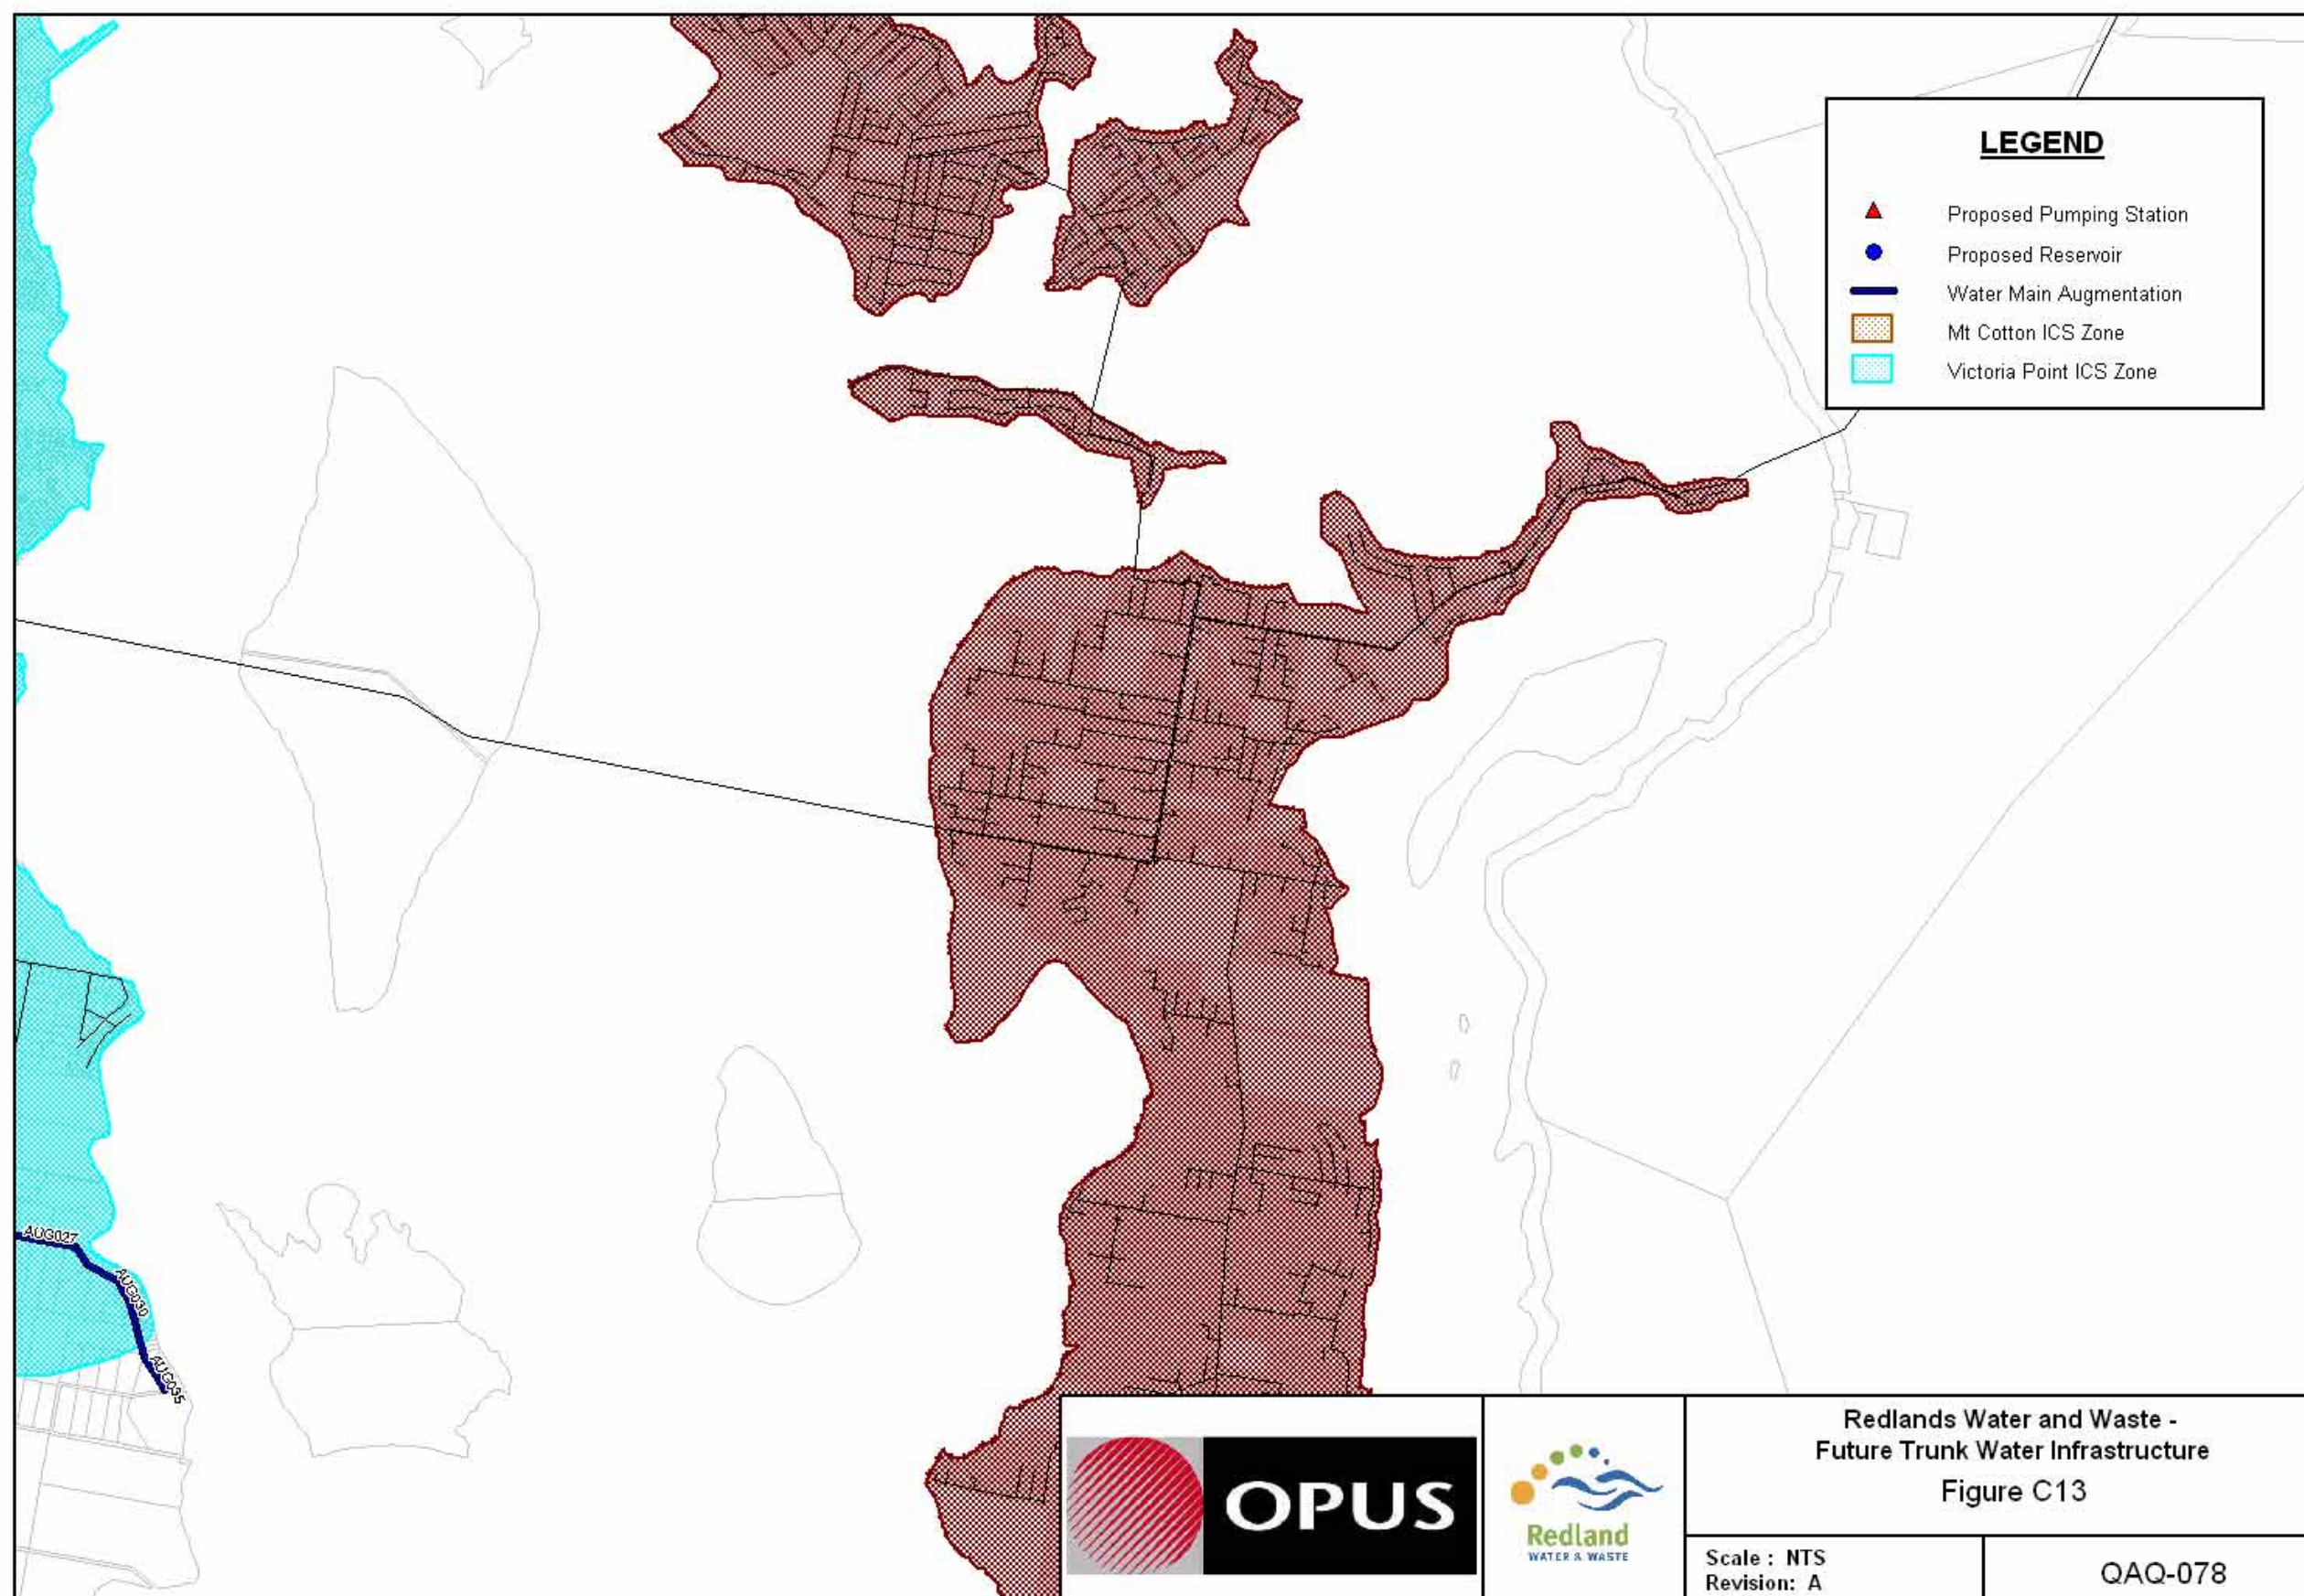 LEGEND
Proposed Pumping Station
Proposed Reservoir
Water Main Augmentation
Mt Cotton ICS Zone
Victoria Point ICS Zone
AUG027
AUG030
AUG035
OPUS
Redland
WATER & WASTE
Redlands Water and Waste -
Future Trunk Water Infrastructure
Figure C13
Scale : NTS
Revision: A
QAQ-078